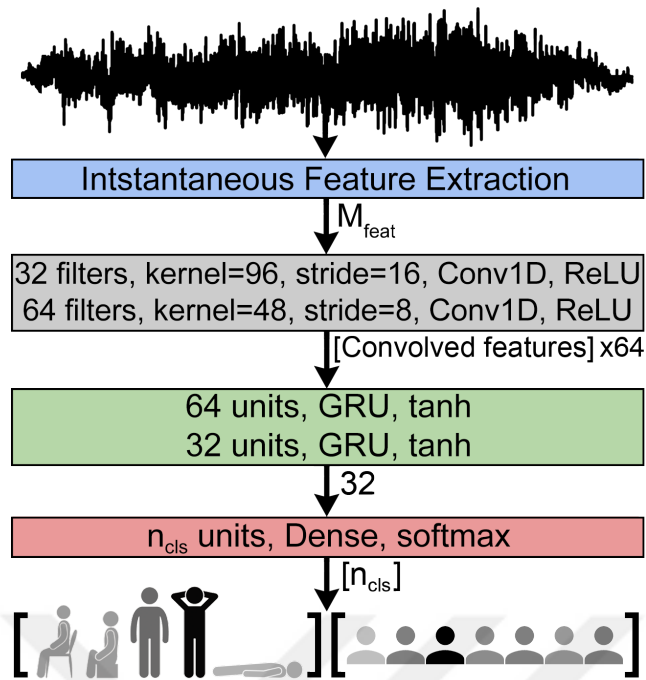 Intstantaneous Feature Extraction
M_feat
32 filters, kernel=96, stride=16, Conv1D, ReLU
64 filters, kernel=48, stride=8, Conv1D, ReLU
[Convolved features] x64
64 units, GRU, tanh
32 units, GRU, tanh
32
n_cls units, Dense, softmax
[n_cls]